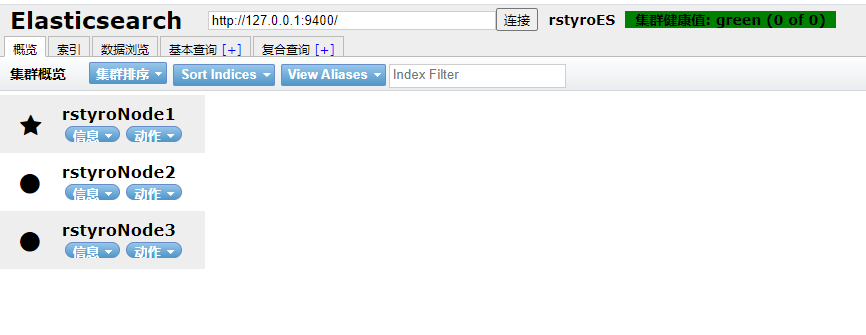 Elasticsearch http://127.0.0.1:9400/ 连接 rstyroES 集群健康值: green (0 of 0)
概览 索引 数据浏览 基本查询 [+] 复合查询 [+]
集群概览 集群排序 Sort Indices View Aliases Index Filter
rstyroNode1
信息 动作
rstyroNode2
信息 动作
rstyroNode3
信息 动作